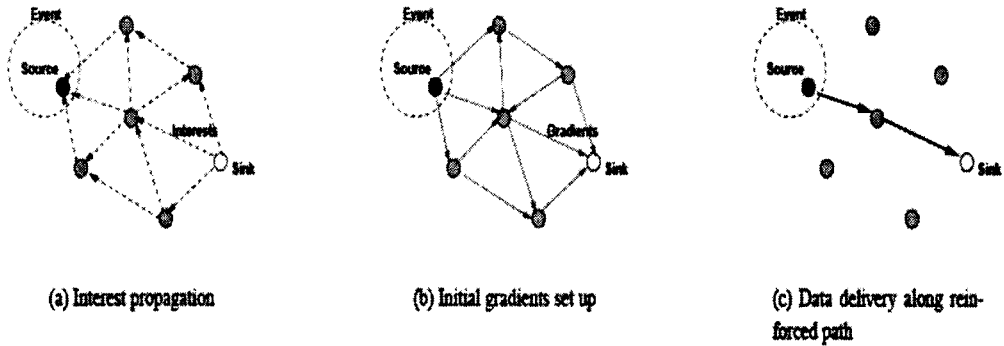 Event
Source
Interests
Sink
(a) Interest propagation
Event
Source
Gradients
Sink
(b) Initial gradients set up
Event
Source
Sink
(c) Data delivery along rein-
forced path